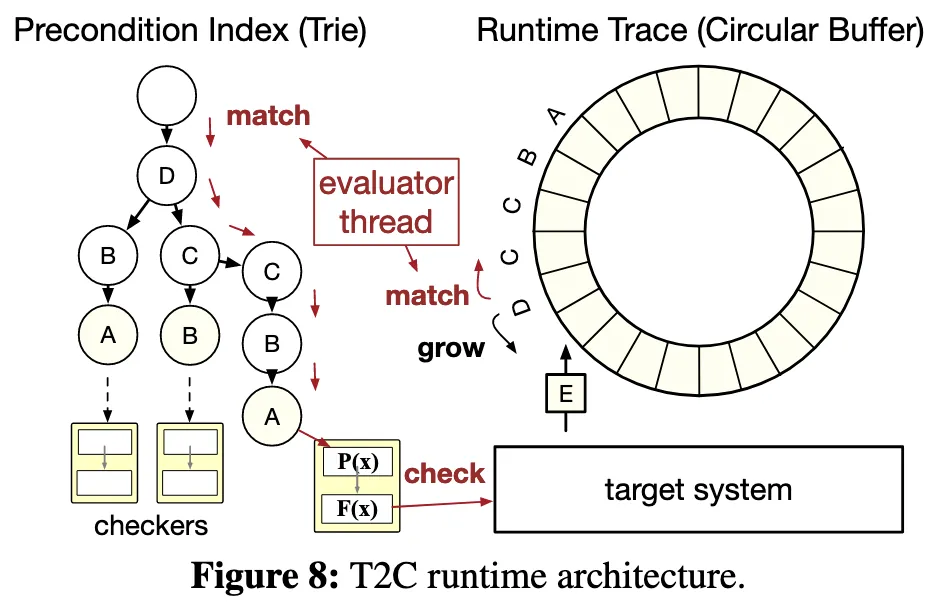 Precondition Index (Trie)
Runtime Trace (Circular Buffer)
match
D
B
C
C
A
B
B
A
evaluator
thread
match
grow
A
B
C
C
D
E
checkers
P(x)
F(x)
check
target system
Figure 8: T2C runtime architecture.